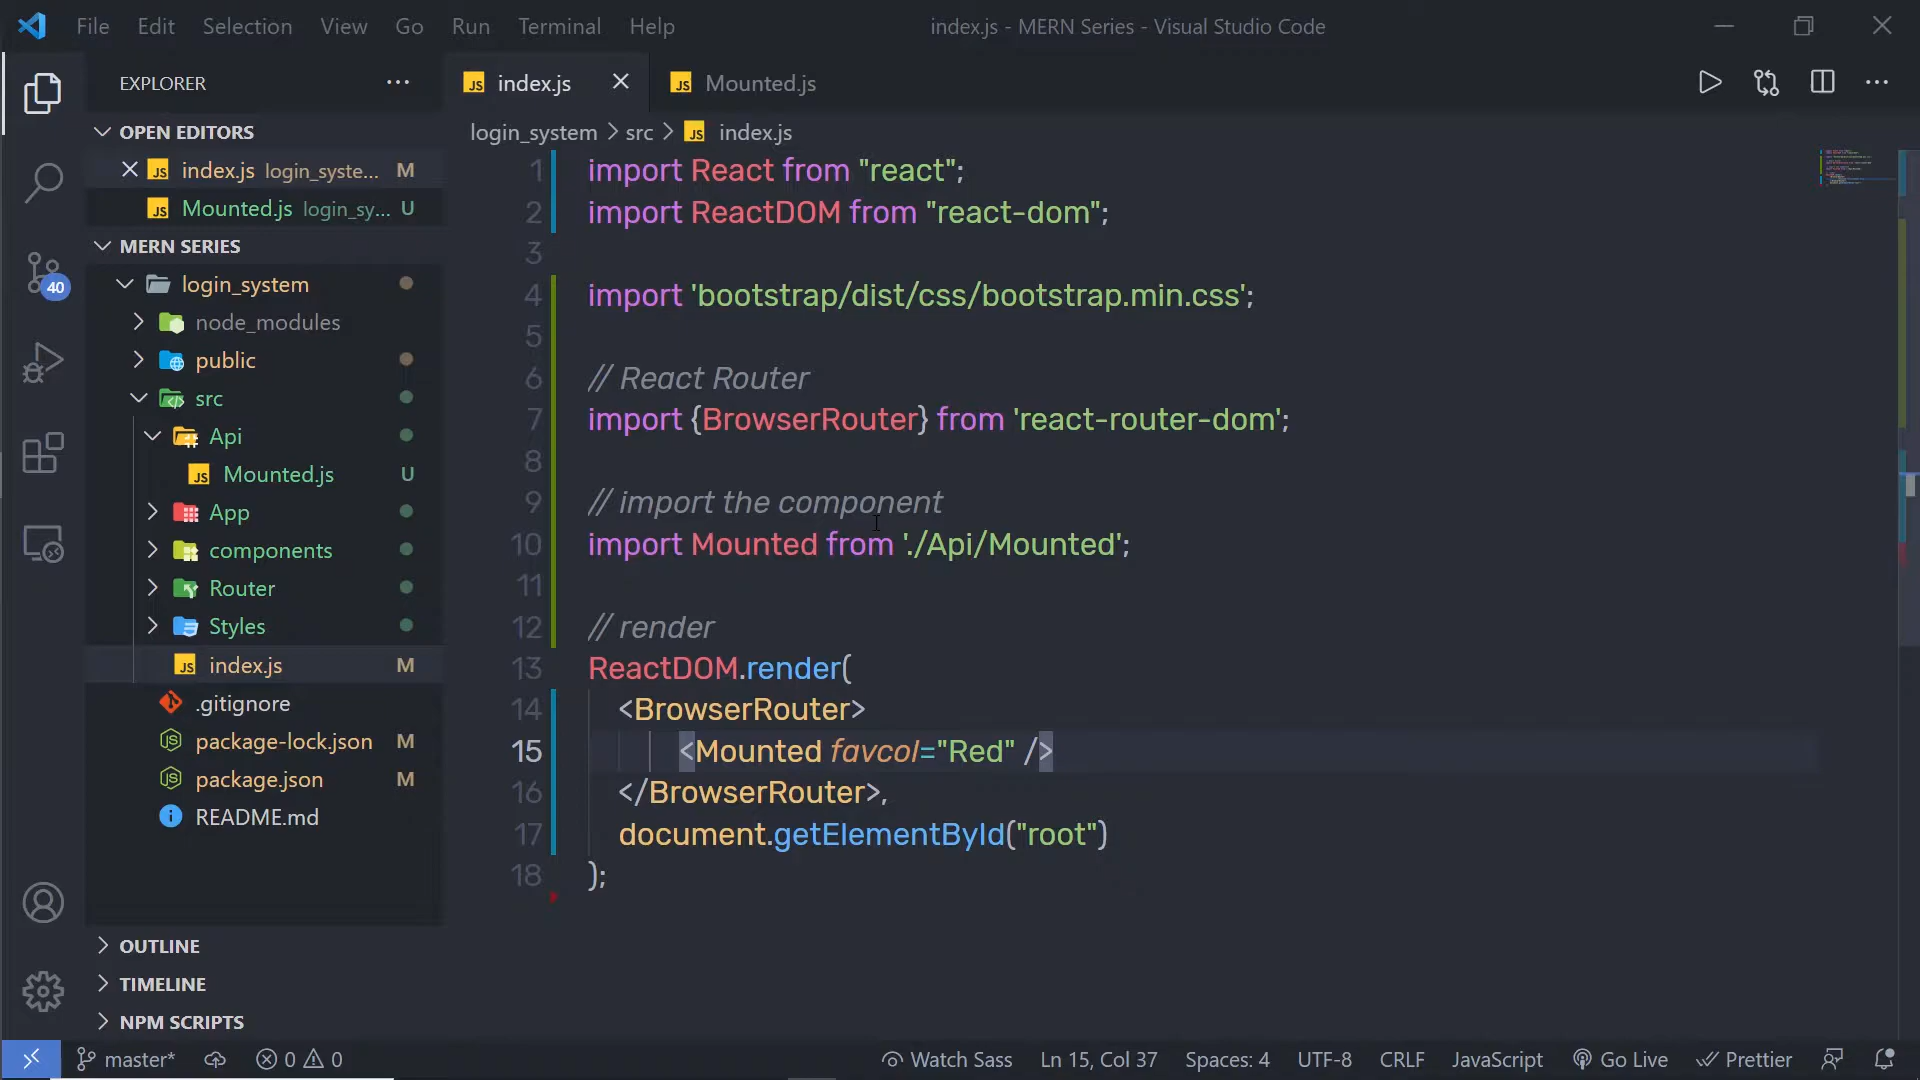 File Edit Selection View Go Run Terminal Help
index.js - MERN Series - Visual Studio Code
EXPLORER
OPEN EDITORS
index.js login_syste... M
Mounted.js login_sy... U
MERN SERIES
login_system
node_modules
public
src
Api
Mounted.js U
App
components
Router
Styles
index.js M
.gitignore
package-lock.json M
package.json M
README.md
OUTLINE
TIMELINE
NPM SCRIPTS
40
index.js
Mounted.js
login_system > src > JS index.js
1 import React from "react";
2 import ReactDOM from "react-dom";
3
4 import 'bootstrap/dist/css/bootstrap.min.css';
5
6 // React Router
7 import {BrowserRouter} from 'react-router-dom';
8
9 // import the component
10 import Mounted from './Api/Mounted';
11
12 // render
13 ReactDOM.render(
14 <BrowserRouter>
15 <Mounted favcol="Red" />
16 </BrowserRouter>,
17 document.getElementById("root")
18 );
master* 0 0
Watch Sass Ln 15, Col 37 Spaces: 4 UTF-8 CRLF JavaScript Go Live Prettier